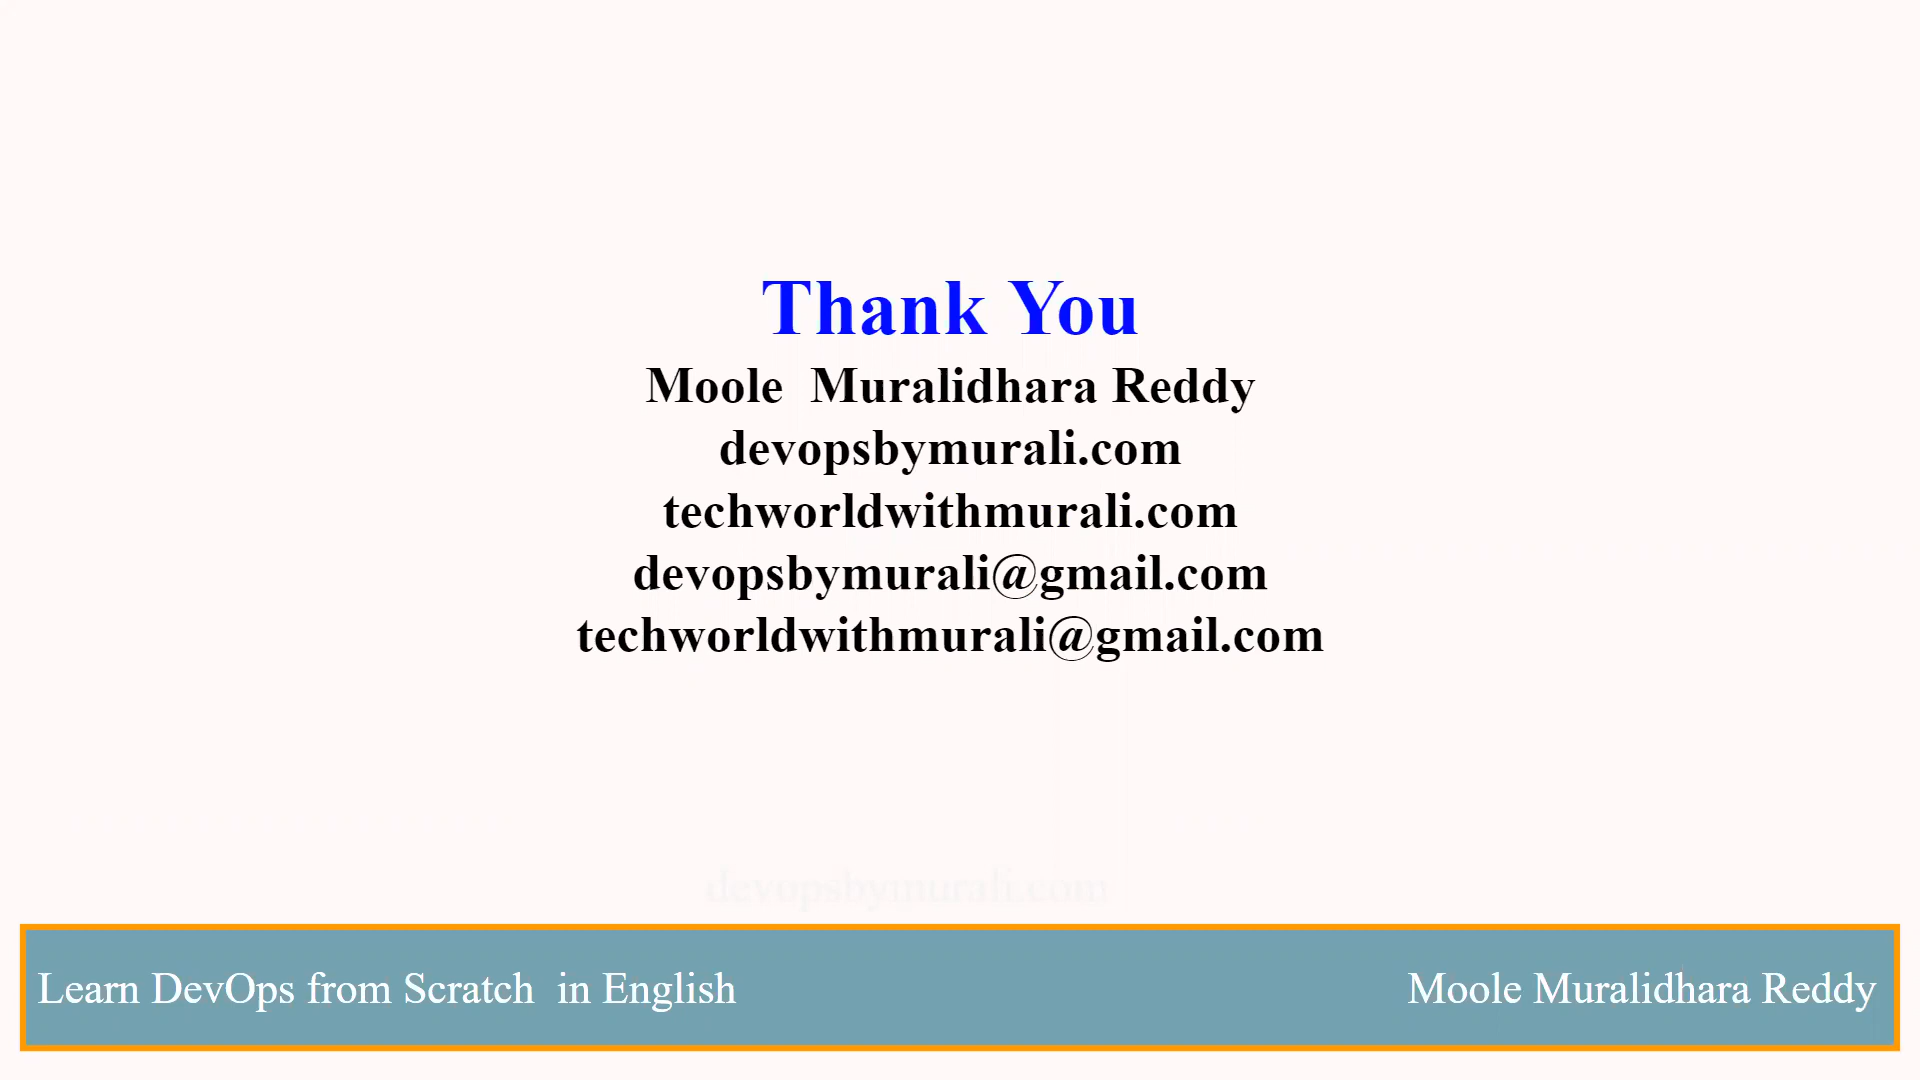 Thank You
Moole  Muralidhara Reddy
devopsbymurali.com
techworldwithmurali.com
devopsbymurali@gmail.com
techworldwithmurali@gmail.com
devopsbymurali.com
Learn DevOps from Scratch  in English
Moole Muralidhara Reddy